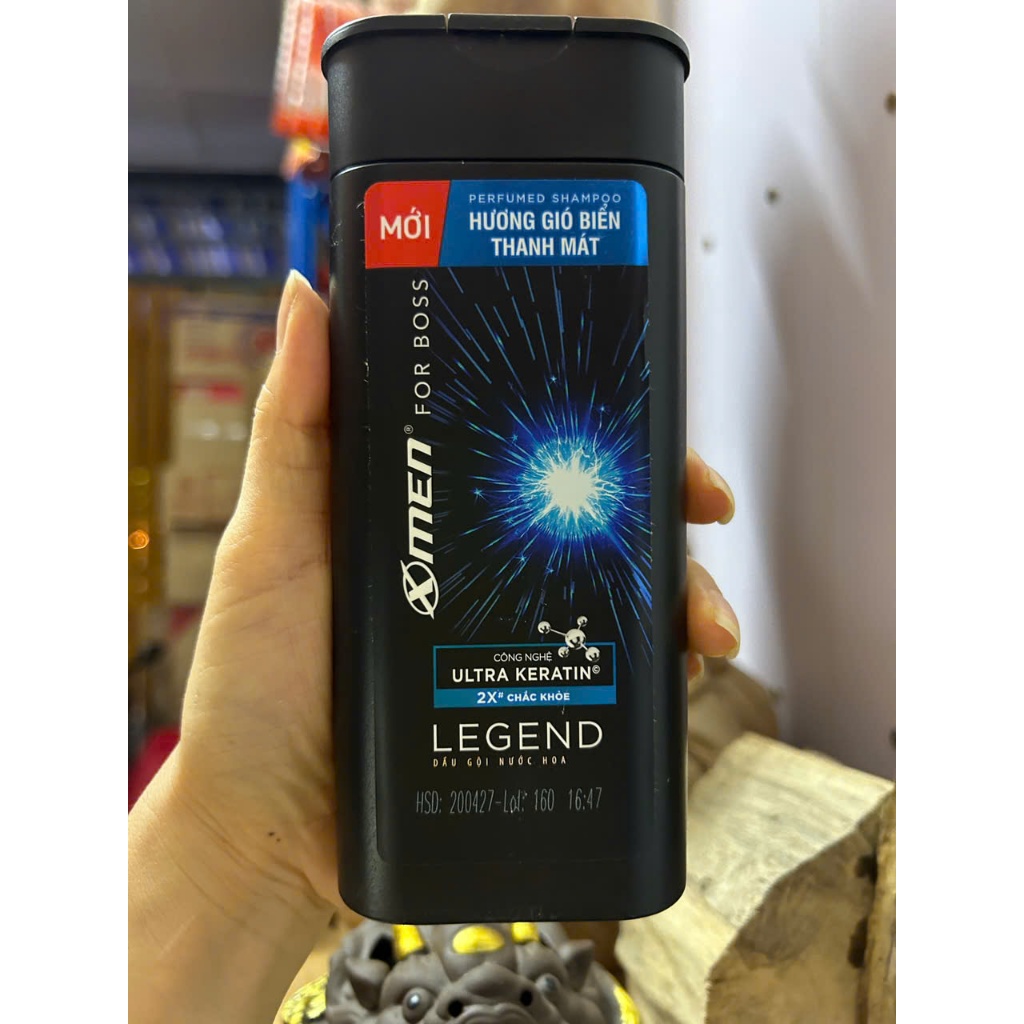 MỚI
PERFUMED SHAMPOO
HƯƠNG GIÓ BIỂN
THANH MÁT
Xmen® FOR BOSS
CÔNG NGHỆ
ULTRA KERATIN©
2X# CHẮC KHỎE
LEGEND
DẦU GỘI NƯỚC HOA
HSD: 200427-Lot: 160 16:47